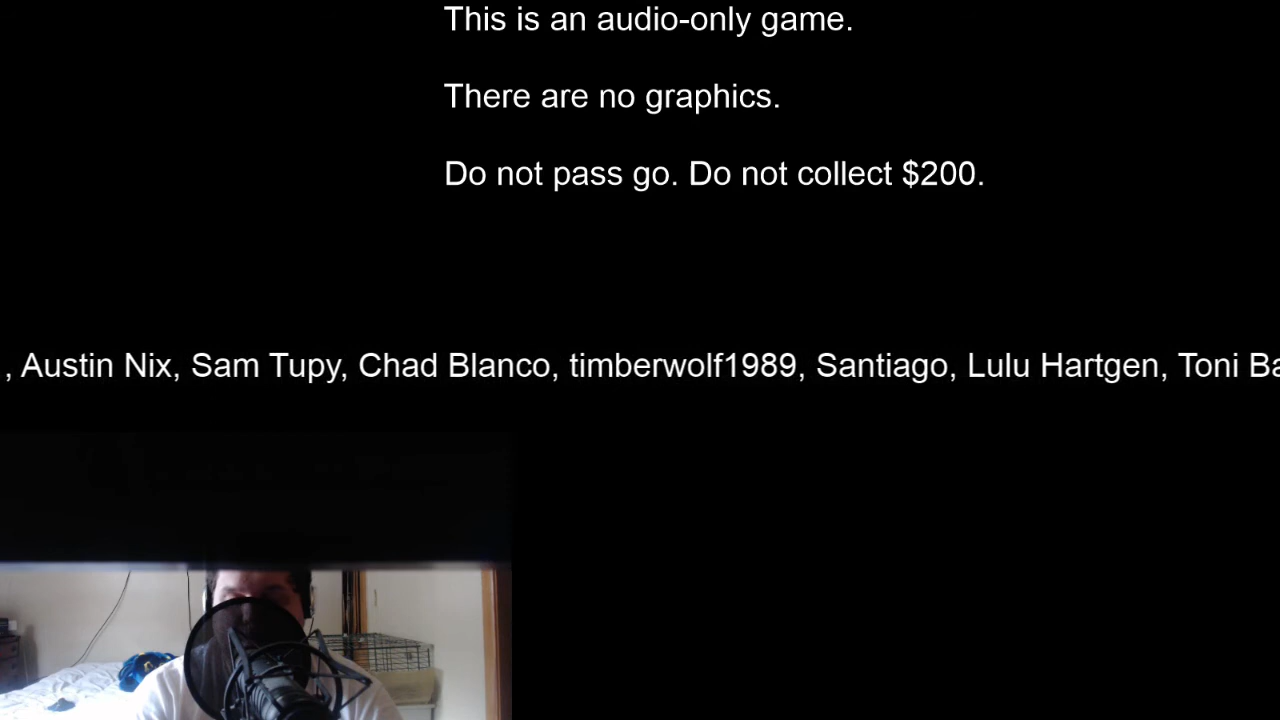 This is an audio-only game.
There are no graphics.
Do not pass go. Do not collect $200.
, Austin Nix, Sam Tupy, Chad Blanco, timberwolf1989, Santiago, Lulu Hartgen, Toni Ba